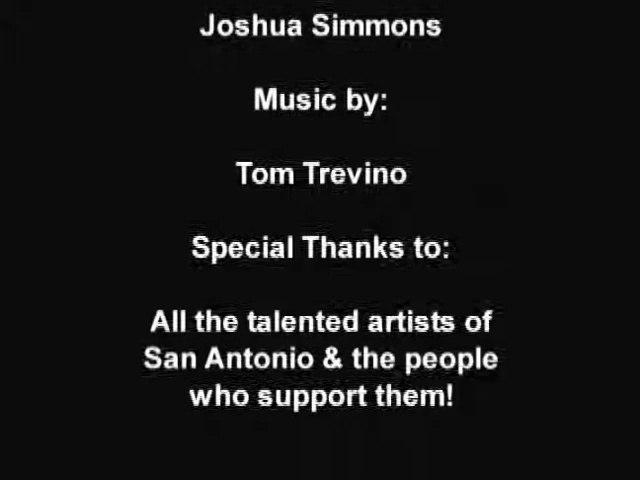 Joshua Simmons
Music by:
Tom Trevino
Special Thanks to:
All the talented artists of
San Antonio & the people
who support them!